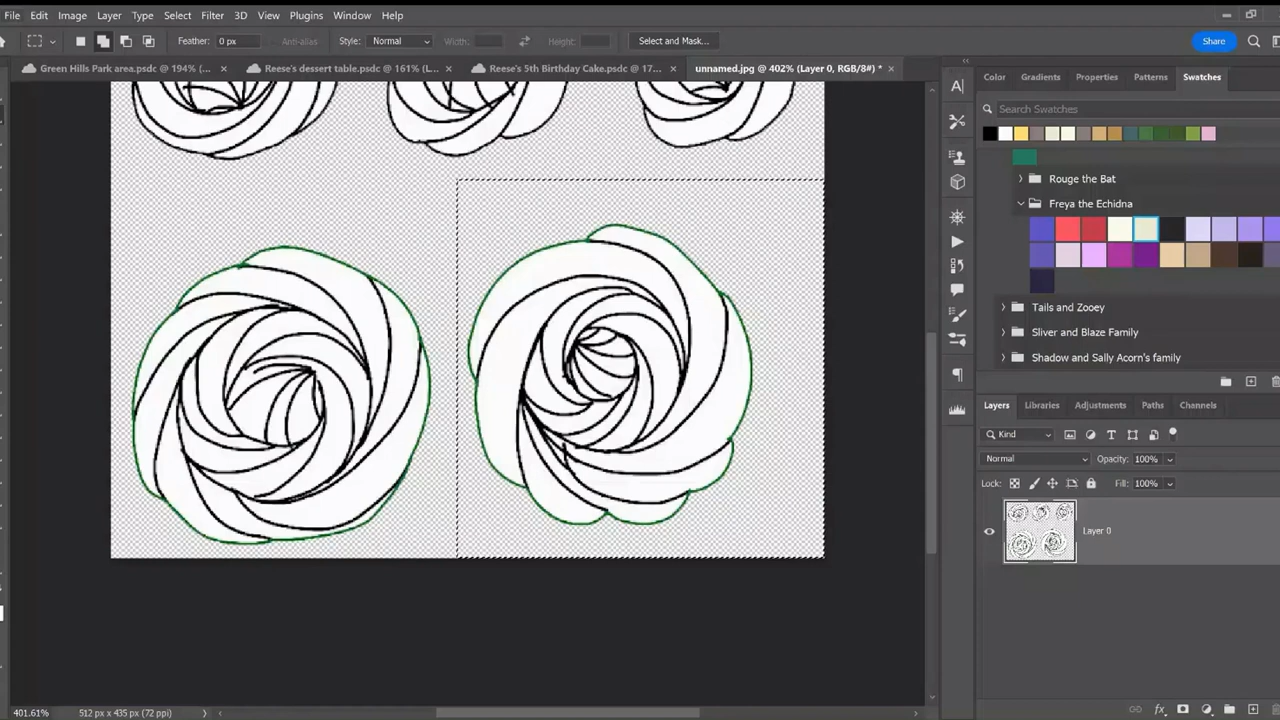 File Edit Image Layer Type Select Filter 3D View Plugins Window Help
Feather: 0 px Anti-alias Style: Normal Width: Height: Select and Mask... Share
Green Hills Park area.psdc @ 194% (... × Reese's dessert table.psdc @ 161% (L... × Reese's 5th Birthday Cake.psdc @ 17... × unnamed.jpg @ 402% (Layer 0, RGB/8#) * ×
Color Gradients Properties Patterns Swatches
Search Swatches
Rouge the Bat
Freya the Echidna
Tails and Zooey
Sliver and Blaze Family
Shadow and Sally Acorn's family
Layers Libraries Adjustments Paths Channels
Kind
Normal Opacity: 100%
Lock: Fill: 100%
Layer 0
401.61% 512 px x 435 px (72 ppi)